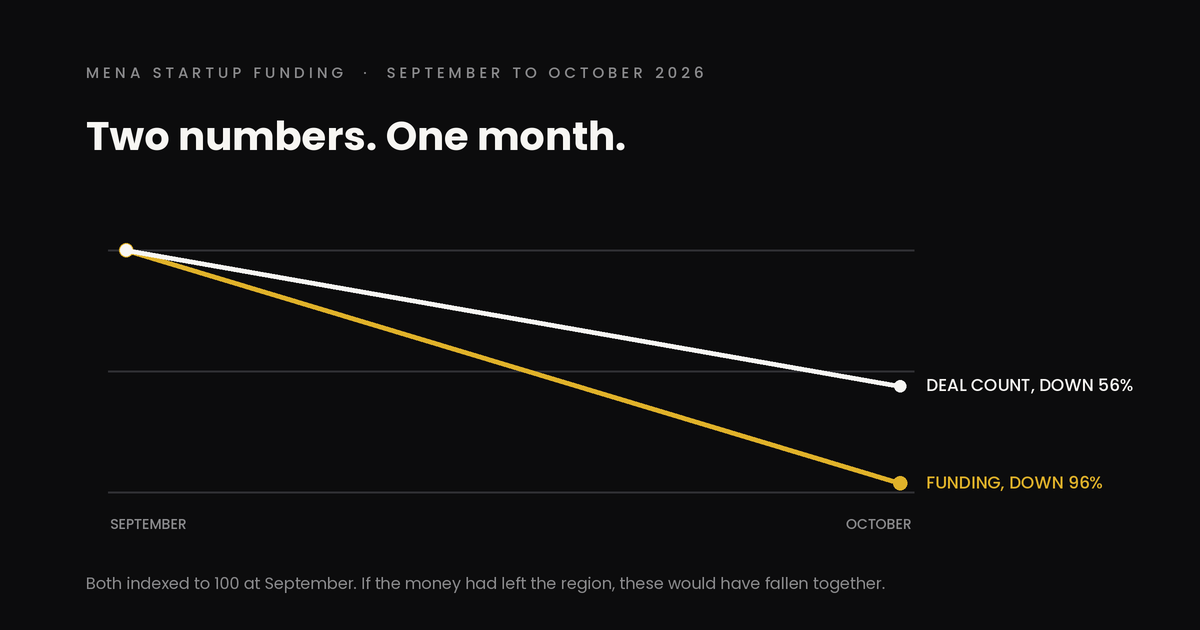 MENA STARTUP FUNDING · SEPTEMBER TO OCTOBER 2026
Two numbers. One month.
DEAL COUNT, DOWN 56%
FUNDING, DOWN 96%
SEPTEMBER
OCTOBER
Both indexed to 100 at September. If the money had left the region, these would have fallen together.